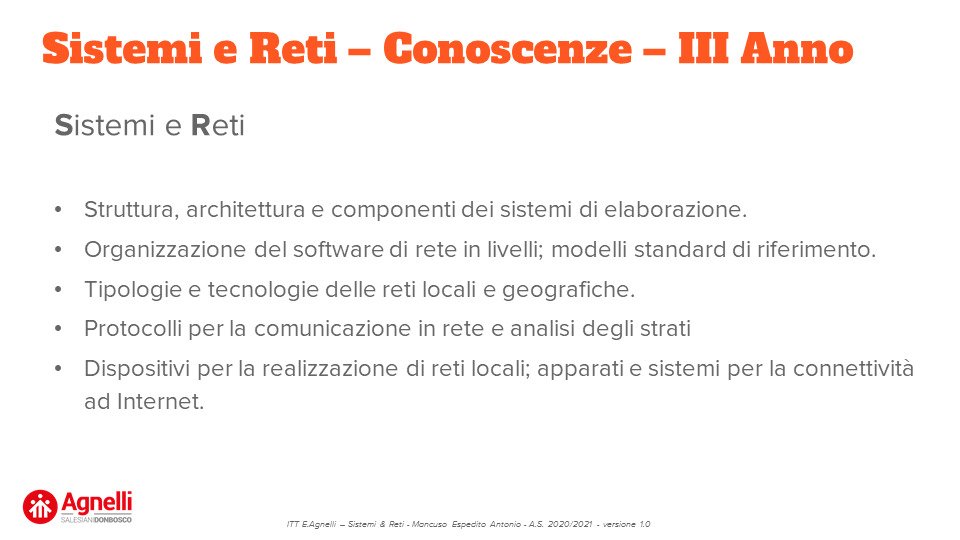 Sistemi e Reti – Conoscenze – III Anno
Sistemi e Reti
• Struttura, architettura e componenti dei sistemi di elaborazione.
• Organizzazione del software di rete in livelli; modelli standard di riferimento.
• Tipologie e tecnologie delle reti locali e geografiche.
• Protocolli per la comunicazione in rete e analisi degli strati
• Dispositivi per la realizzazione di reti locali; apparati e sistemi per la connettività
ad Internet.
Agnelli
SALESIANIDONBOSCO
ITT E.Agnelli – Sistemi & Reti - Mancuso Espedito Antonio - A.S. 2020/2021 - versione 1.0